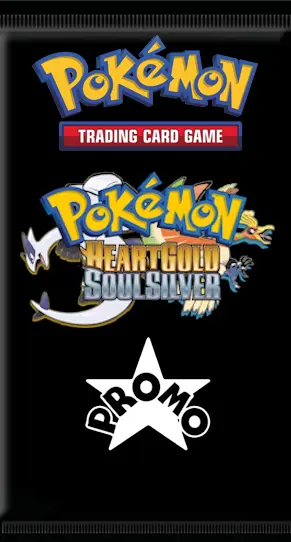 POKéMON
TRADING CARD GAME
POKéMON
HEARTGOLD
SOULSILVER
PROMO